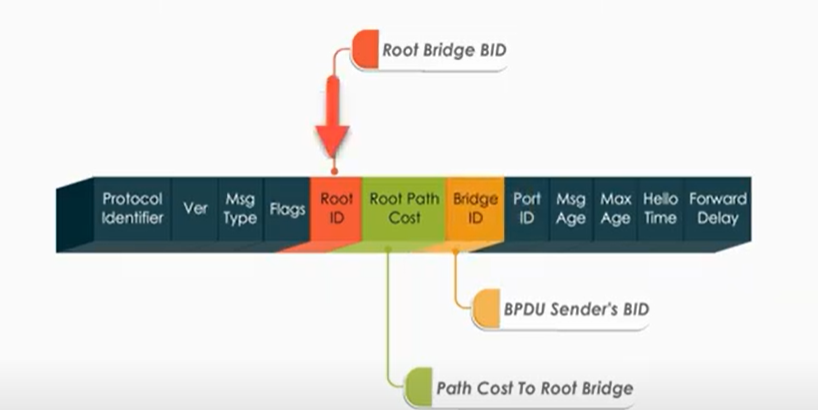 Root Bridge BID
Protocol
Identifier
Ver
Msg
Type
Flags
Root
ID
Root Path
Cost
Bridge
ID
Port
ID
Msg
Age
Max
Age
Hello
Time
Forward
Delay
BPDU Sender's BID
Path Cost To Root Bridge